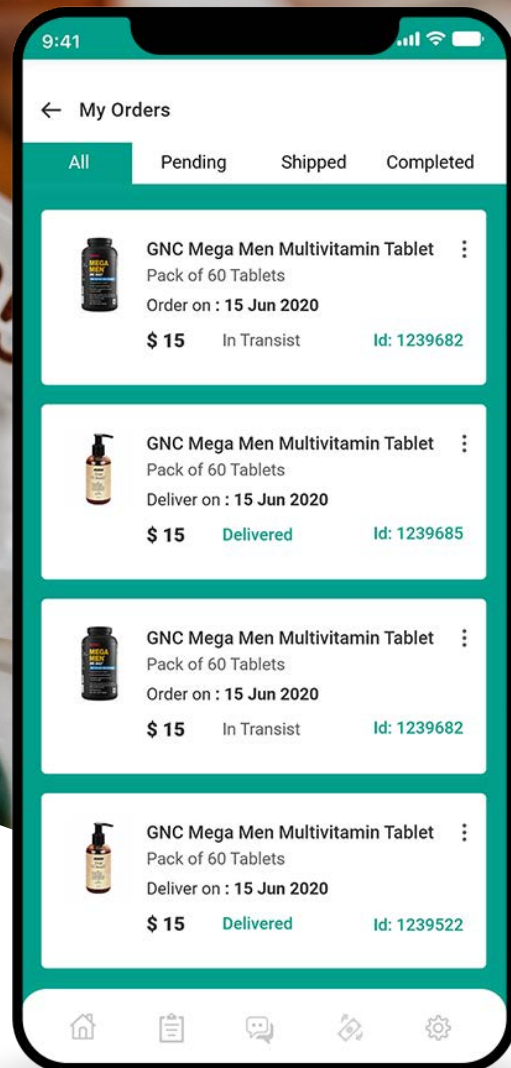 9:41
My Orders
All Pending Shipped Completed
MEGA
MEN
GNC Mega Men Multivitamin Tablet
Pack of 60 Tablets
Order on : 15 Jun 2020
$ 15 In Transist Id: 1239682
GNC Mega Men Multivitamin Tablet
Pack of 60 Tablets
Deliver on : 15 Jun 2020
$ 15 Delivered Id: 1239685
MEGA
MEN
GNC Mega Men Multivitamin Tablet
Pack of 60 Tablets
Order on : 15 Jun 2020
$ 15 In Transist Id: 1239682
GNC Mega Men Multivitamin Tablet
Pack of 60 Tablets
Deliver on : 15 Jun 2020
$ 15 Delivered Id: 1239522